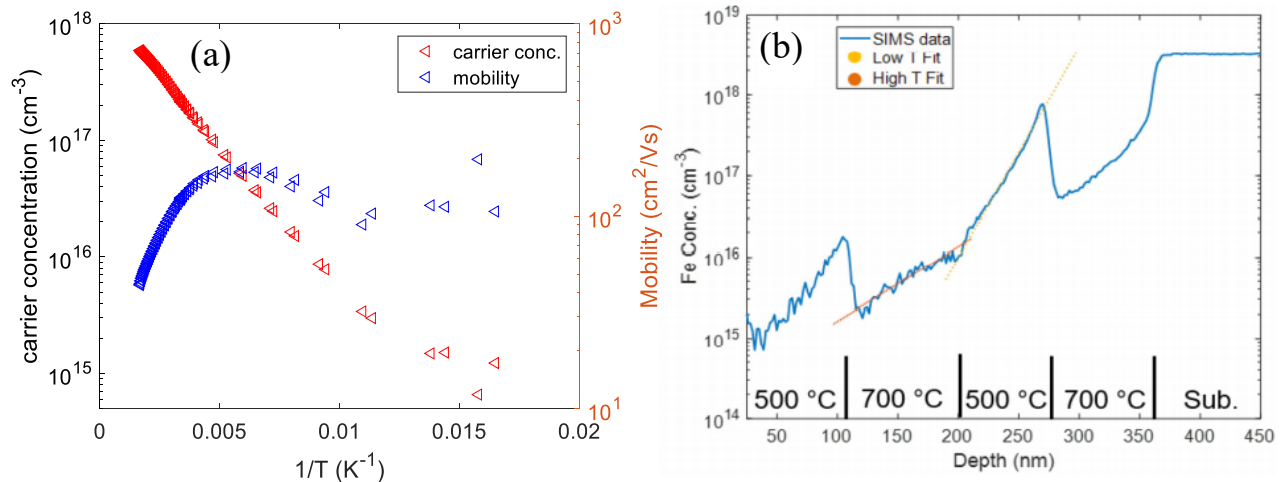 (a)
carrier conc.
mobility
10^18
10^17
10^16
10^15
carrier concentration (cm^-3)
10^3
10^2
10^1
Mobility (cm^2/Vs)
0
0.005
0.01
0.015
0.02
1/T (K^-1)
(b)
SIMS data
Low T Fit
High T Fit
10^19
10^18
10^17
10^16
10^15
10^14
Fe Conc. (cm^-3)
500 °C
700 °C
500 °C
700 °C
Sub.
50
100
150
200
250
300
350
400
450
Depth (nm)